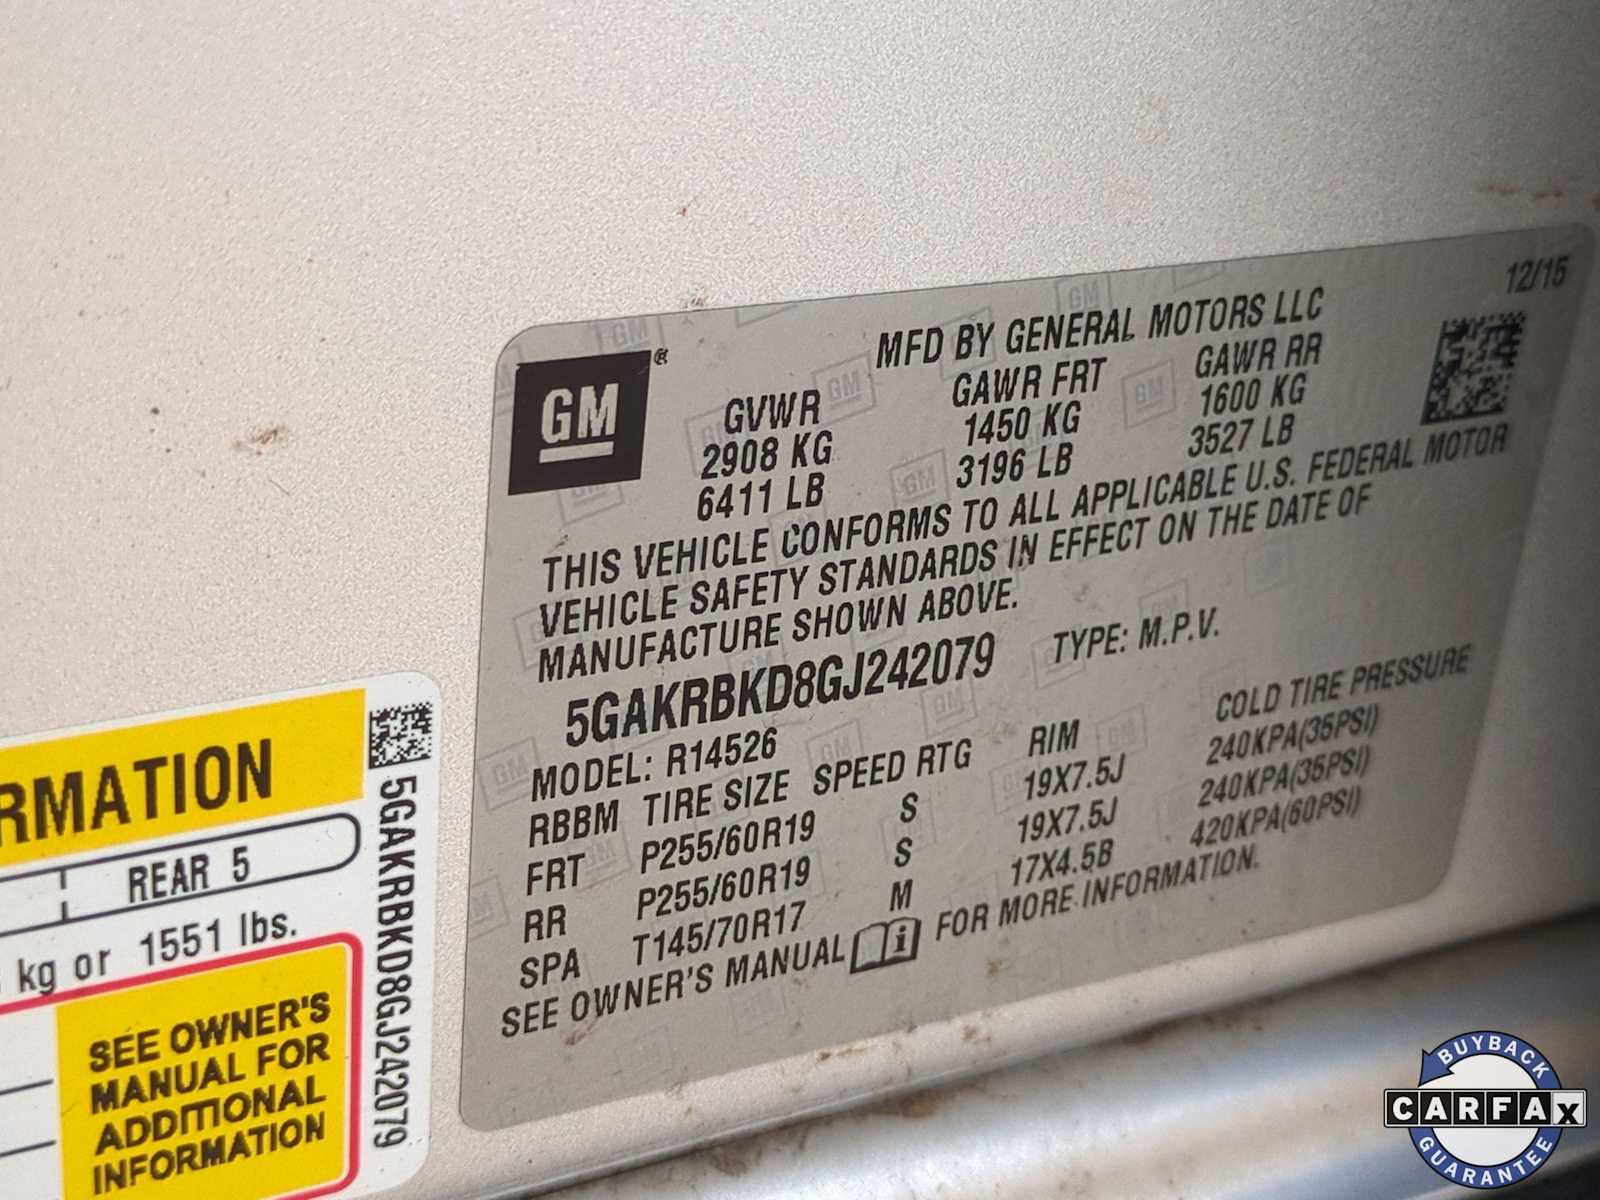 12/15
MFD BY GENERAL MOTORS LLC
GM®
GVWR GAWR FRT GAWR RR
2908 KG 1450 KG 1600 KG
6411 LB 3196 LB 3527 LB
THIS VEHICLE CONFORMS TO ALL APPLICABLE U.S. FEDERAL MOTOR
VEHICLE SAFETY STANDARDS IN EFFECT ON THE DATE OF
MANUFACTURE SHOWN ABOVE.
5GAKRBKD8GJ242079 TYPE: M.P.V.
MODEL: R14526
RBBM TIRE SIZE SPEED RTG RIM COLD TIRE PRESSURE
FRT P255/60R19 S 19X7.5J 240KPA(35PSI)
RR P255/60R19 S 19X7.5J 240KPA(35PSI)
SPA T145/70R17 M 17X4.5B 420KPA(60PSI)
SEE OWNER'S MANUAL i FOR MORE INFORMATION.
RMATION
REAR 5
kg or 1551 lbs.
SEE OWNER'S
MANUAL FOR
ADDITIONAL
INFORMATION
5GAKRBKD8GJ242079
BUYBACK
CARFAX
GUARANTEE